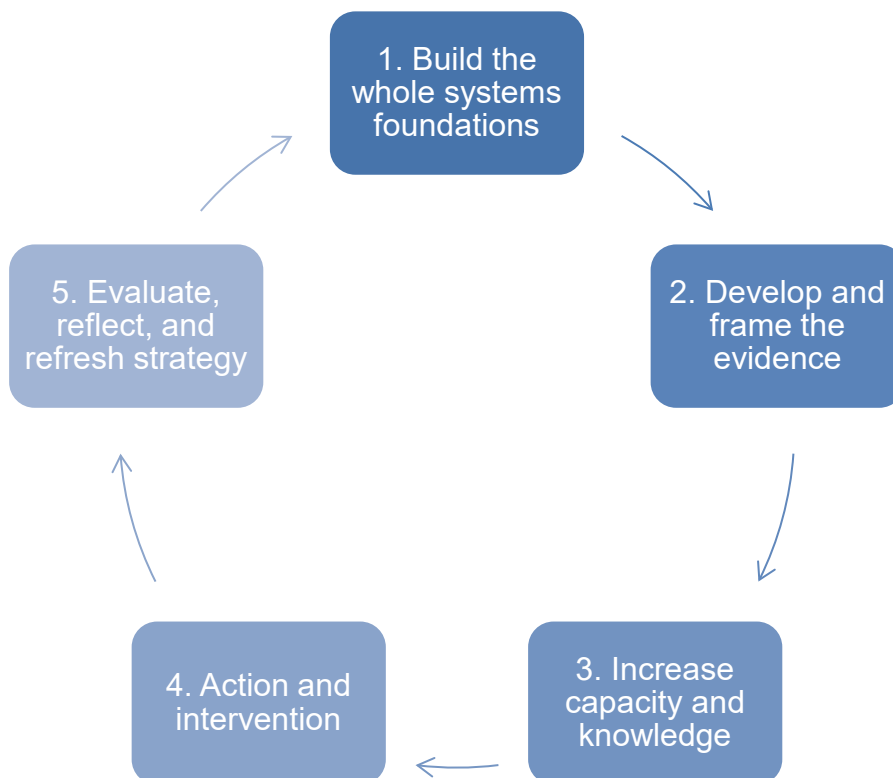 1. Build the
whole systems
foundations
2. Develop and
frame the
evidence
3. Increase
capacity and
knowledge
4. Action and
intervention
5. Evaluate,
reflect, and
refresh strategy